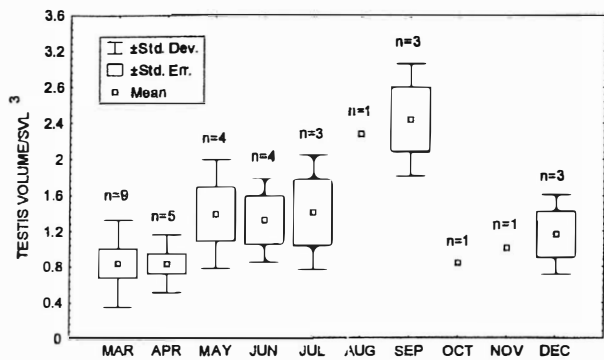 3.6
3.2
2.8
2.4
2
1.6
1.2
0.8
0.4
0
TESTIS VOLUME/SVL 3
±Std. Dev.
±Std. Err.
Mean
n=9
n=5
n=4
n=4
n=3
n=1
n=3
n=1
n=1
n=3
MAR APR MAY JUN JUL AUG SEP OCT NOV DEC